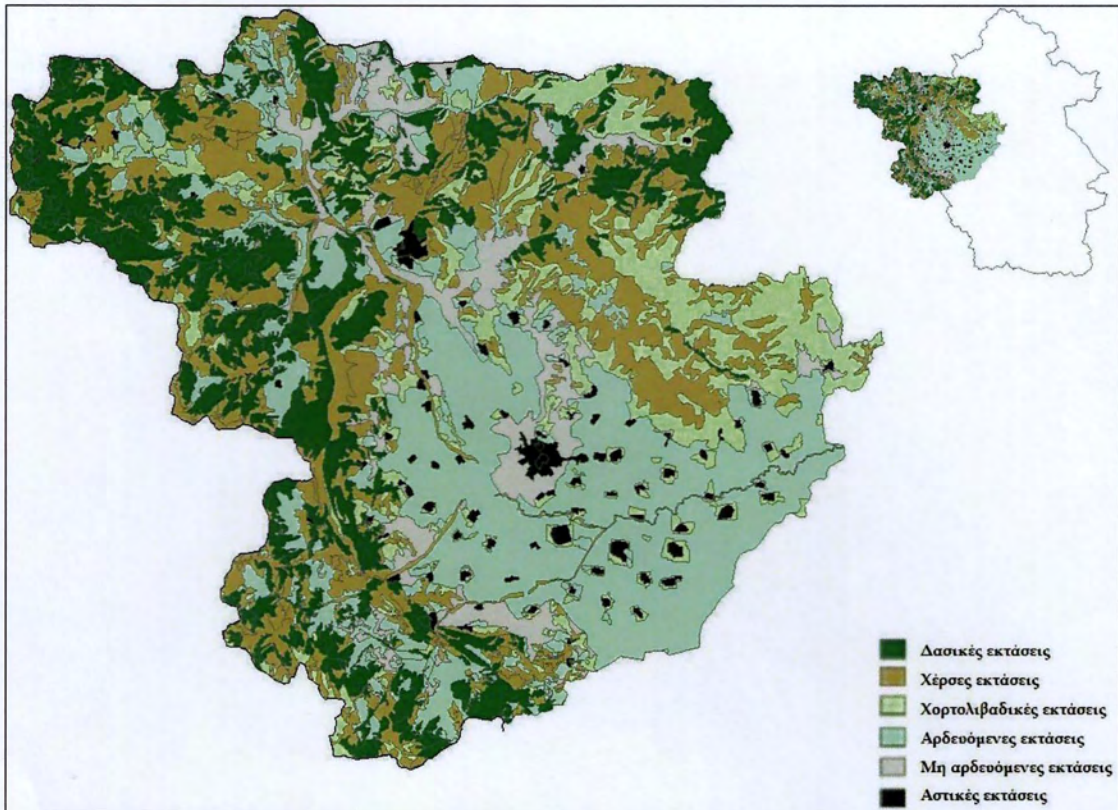 Δασικές εκτάσεις
Χέρσες εκτάσεις
Χορτολιβαδικές εκτάσεις
Αρδευόμενες εκτάσεις
Μη αρδευόμενες εκτάσεις
Αστικές εκτάσεις